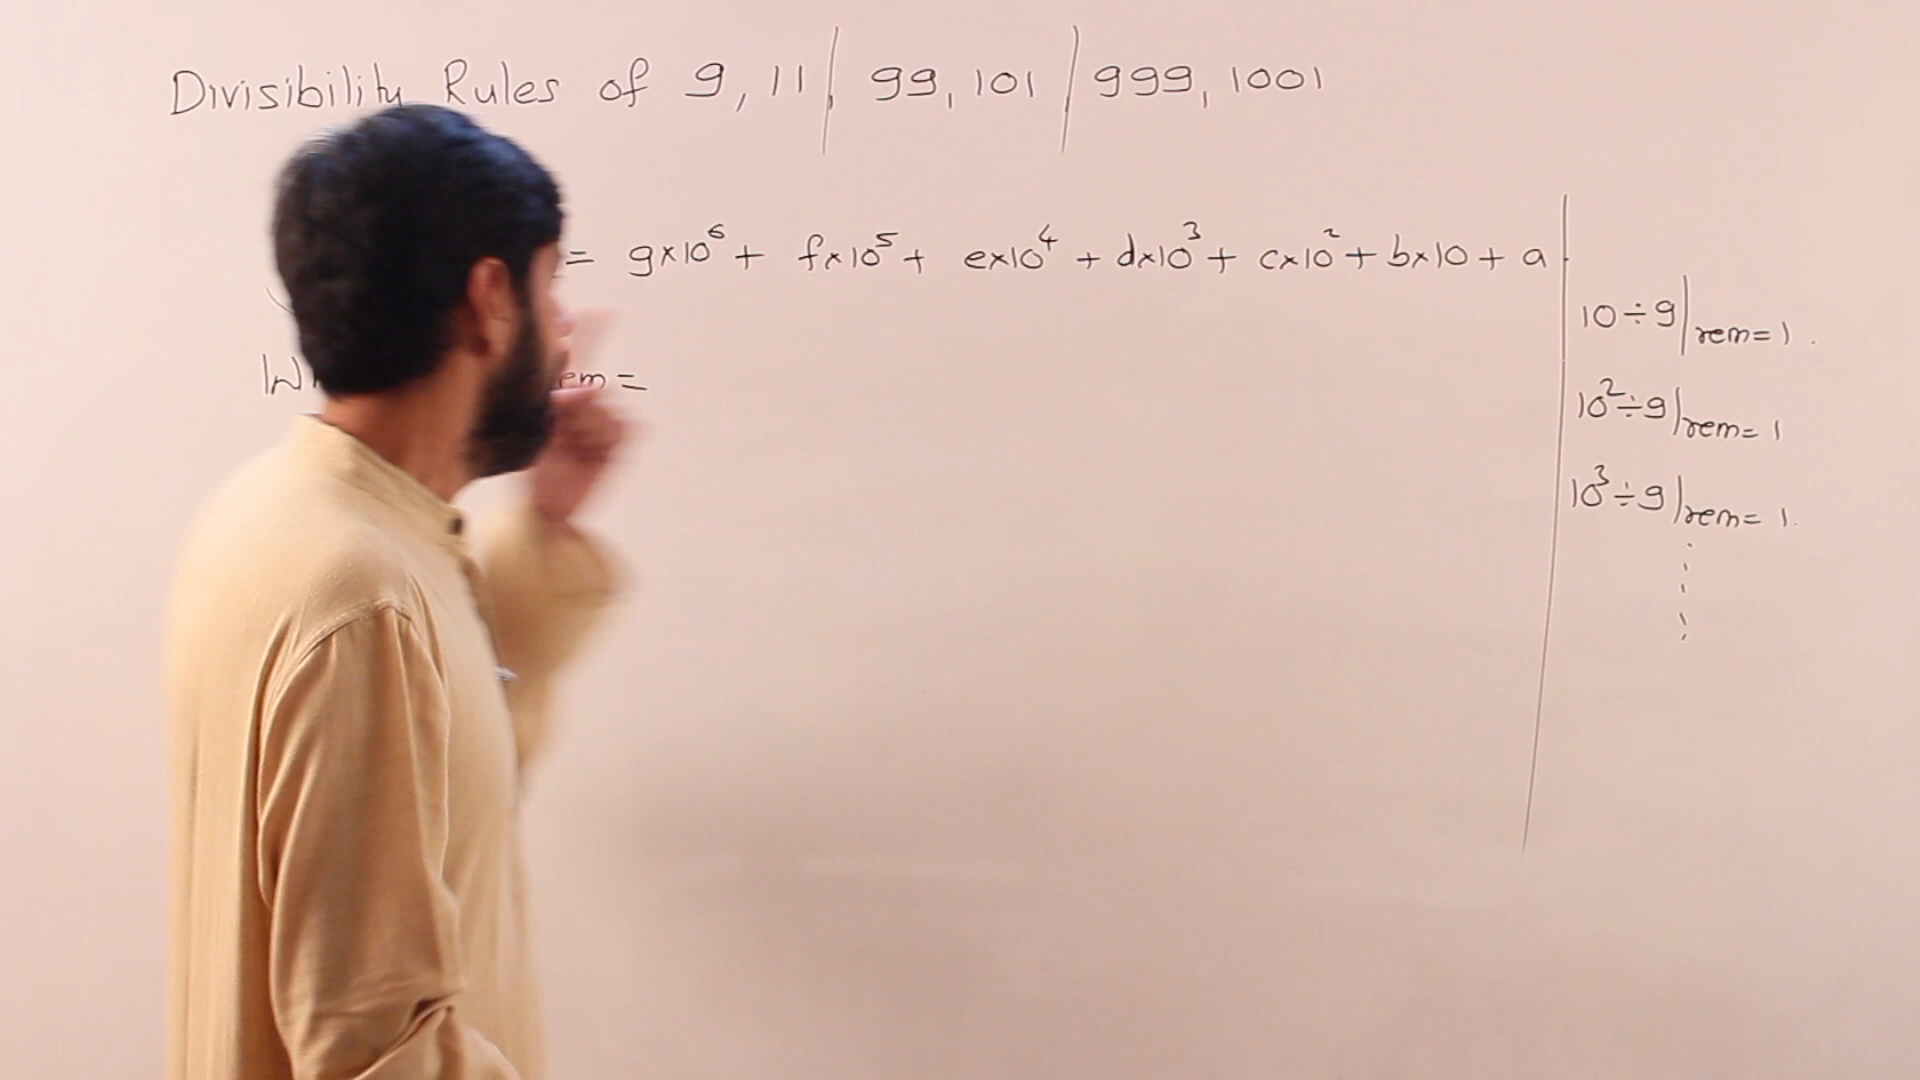 Divisibility Rules of 9, 11 | 99, 101 | 999, 1001
= g×10⁶ + f×10⁵ + e×10⁴ + d×10³ + c×10² + b×10 + a
10÷9|rem=1.
=
10²÷9|rem=1
10³÷9|rem=1.